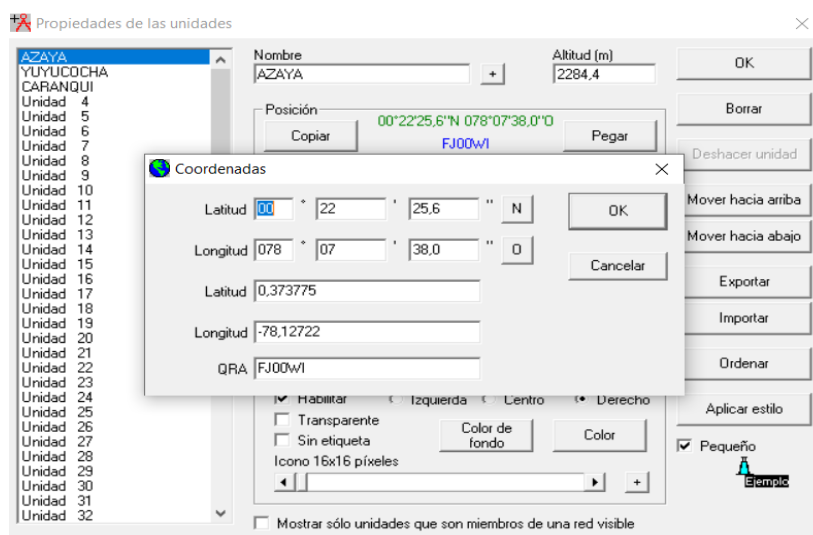 Propiedades de las unidades
AZAYA
YUYUCOCHA
CARANQUI
Unidad 4
Unidad 5
Unidad 6
Unidad 7
Unidad 8
Unidad 9
Unidad 10
Unidad 11
Unidad 12
Unidad 13
Unidad 14
Unidad 15
Unidad 16
Unidad 17
Unidad 18
Unidad 19
Unidad 20
Unidad 21
Unidad 22
Unidad 23
Unidad 24
Unidad 25
Unidad 26
Unidad 27
Unidad 28
Unidad 29
Unidad 30
Unidad 31
Unidad 32
Nombre
AZAYA
+
Altitud (m)
2284,4
Posición
Copiar
00°22'25,6"N 078°07'38,0"O
FJ00WI
Pegar
Coordenadas
Latitud 00 ° 22 ' 25,6 " N
Longitud 078 ° 07 ' 38,0 " O
Latitud 0,373775
Longitud -78,12722
QRA FJ00WI
OK
Cancelar
Habilitar Izquierda Centro Derecho
Transparente
Sin etiqueta
Color de fondo
Color
Icono 16x16 píxeles
+
Mostrar sólo unidades que son miembros de una red visible
OK
Borrar
Deshacer unidad
Mover hacia arriba
Mover hacia abajo
Exportar
Importar
Ordenar
Aplicar estilo
Pequeño
Ejemplo